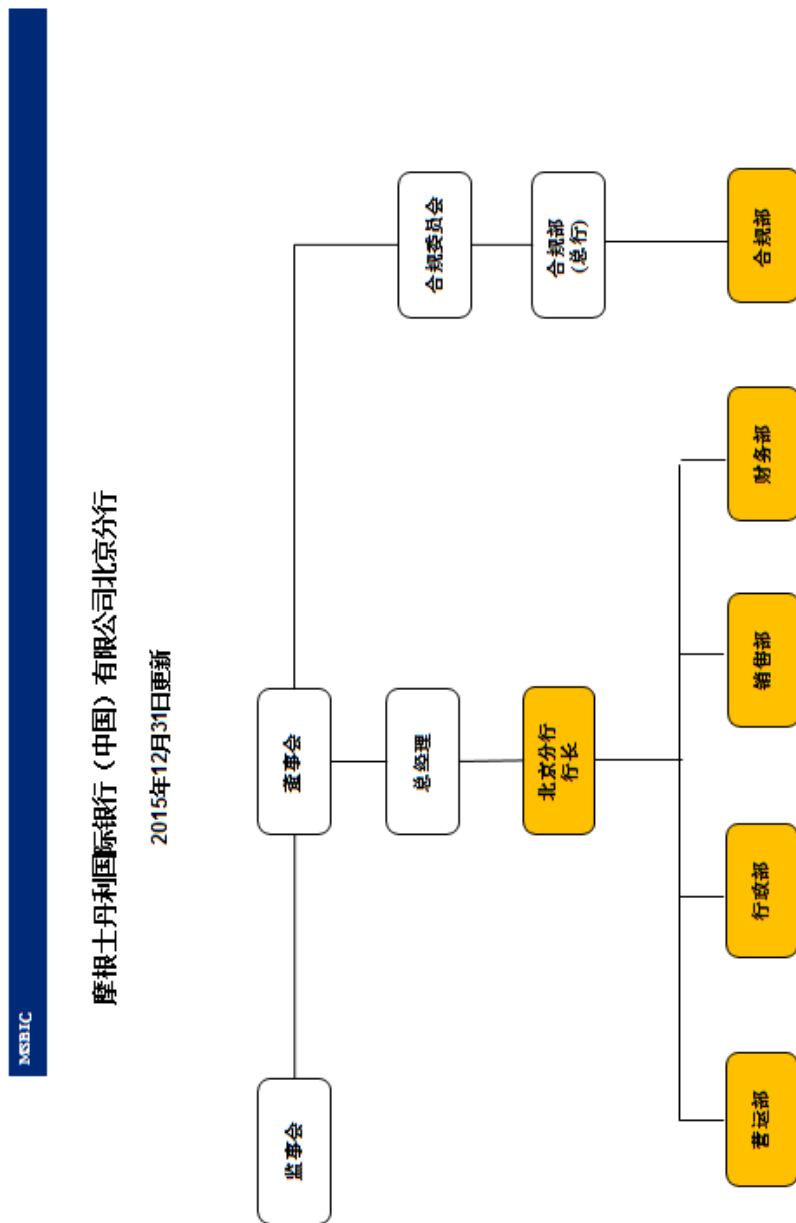 MSBIC
摩根士丹利国际银行（中国）有限公司北京分行
2015年12月31日更新
监事会
董事会
总经理
合规委员会
北京分行
行长
合规部
(总行)
营运部
行政部
销售部
财务部
合规部